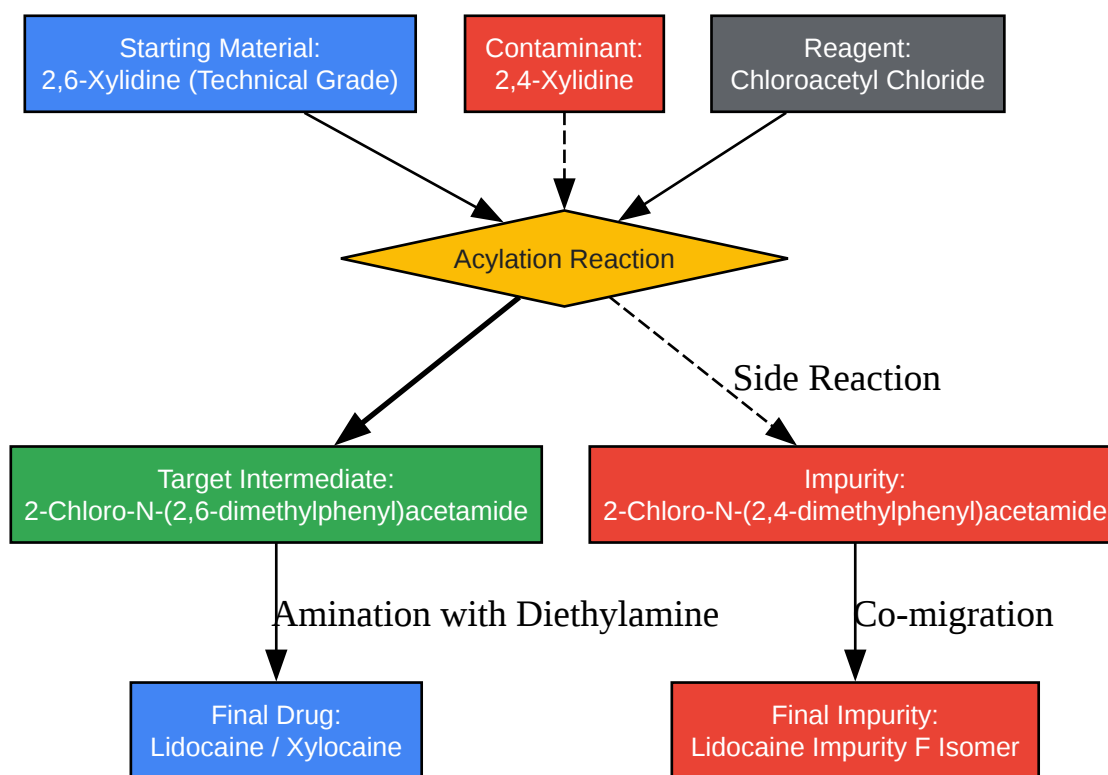 Starting Material:
2,6-Xylidine (Technical Grade)
Contaminant:
2,4-Xylidine
Reagent:
Chloroacetyl Chloride
Acylation Reaction
Side Reaction
Target Intermediate:
2-Chloro-N-(2,6-dimethylphenyl)acetamide
Impurity:
2-Chloro-N-(2,4-dimethylphenyl)acetamide
Amination with Diethylamine
Co-migration
Final Drug:
Lidocaine / Xylocaine
Final Impurity:
Lidocaine Impurity F Isomer